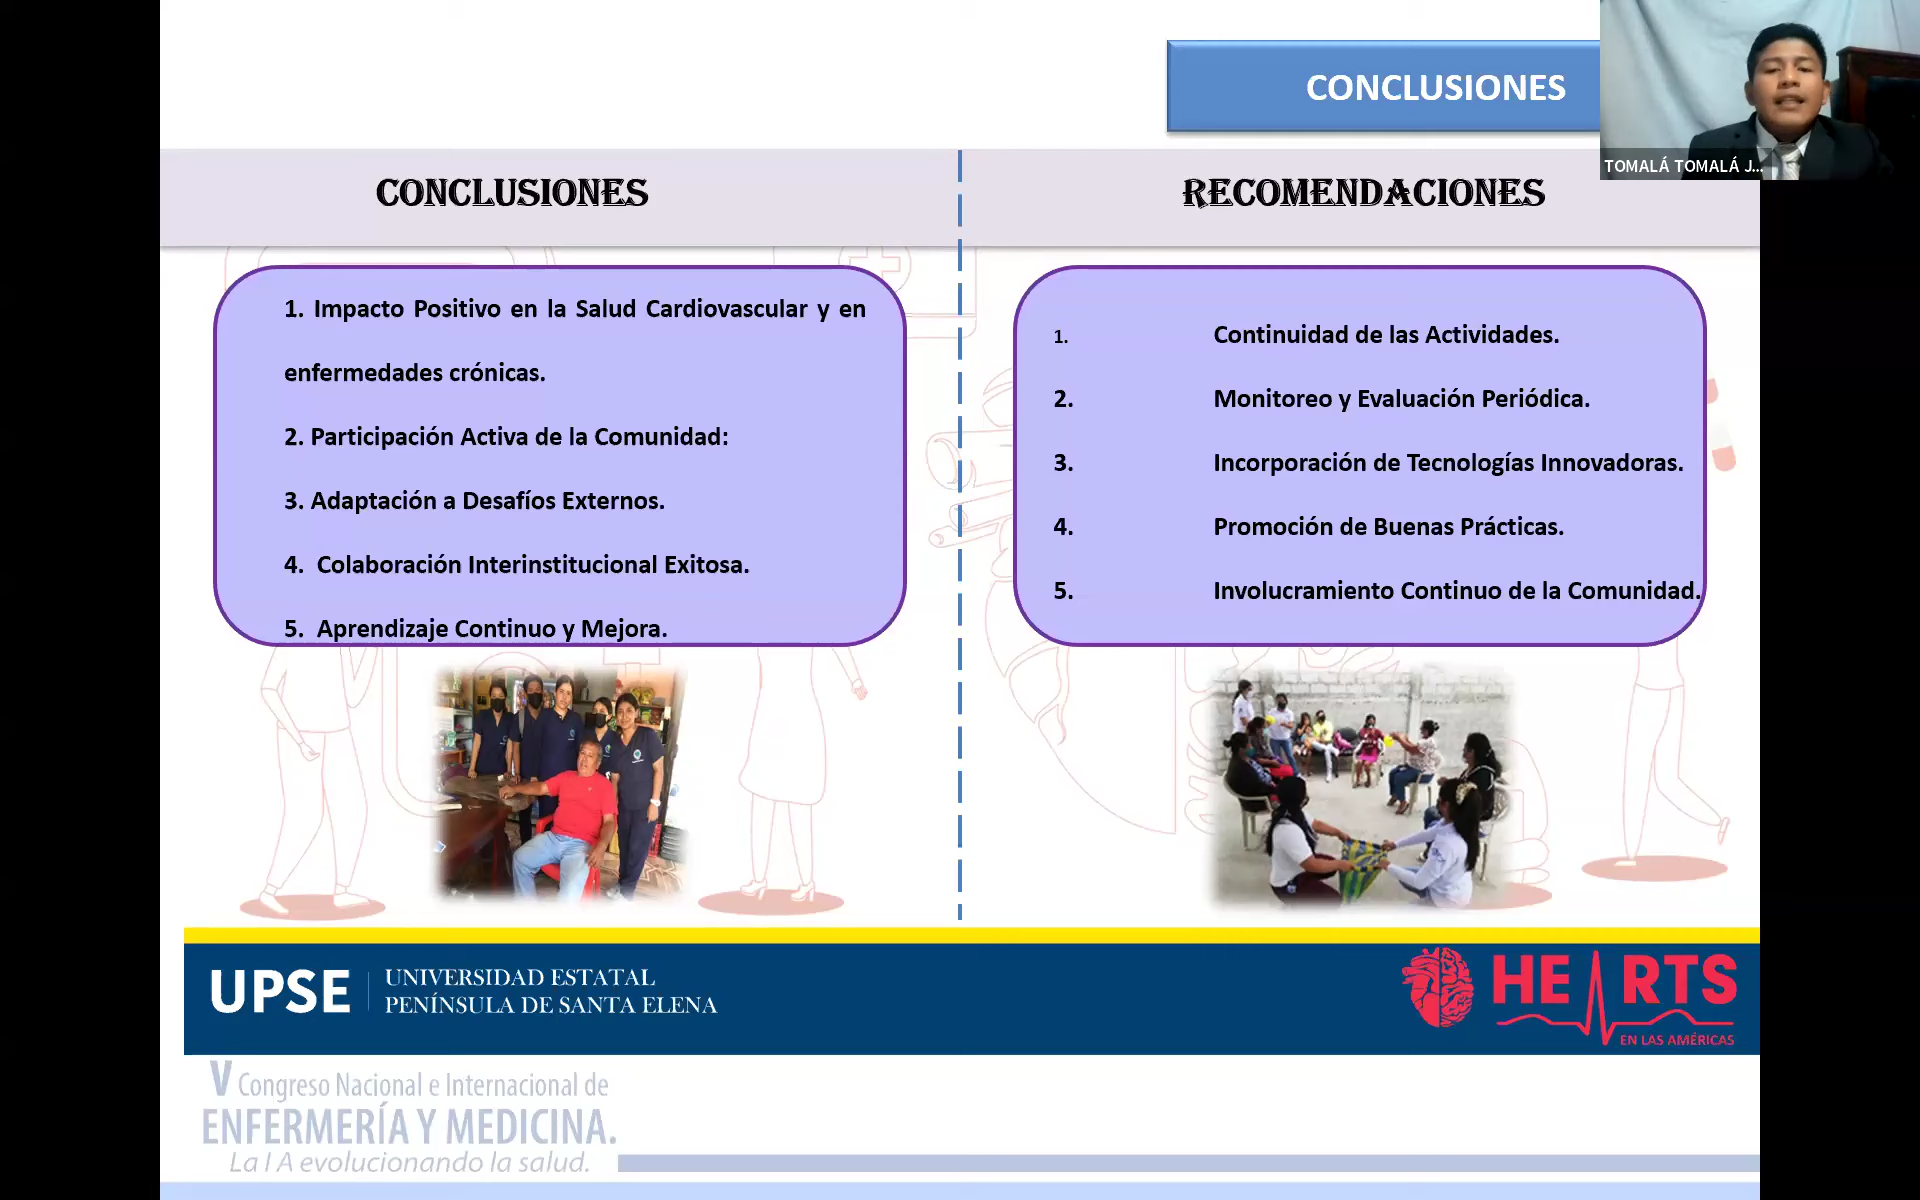 CONCLUSIONES
TOMALÁ TOMALÁ J...
CONCLUSIONES
1. Impacto Positivo en la Salud Cardiovascular y en
enfermedades crónicas.
2. Participación Activa de la Comunidad:
3. Adaptación a Desafíos Externos.
4. Colaboración Interinstitucional Exitosa.
5. Aprendizaje Continuo y Mejora.
RECOMENDACIONES
1. Continuidad de las Actividades.
2. Monitoreo y Evaluación Periódica.
3. Incorporación de Tecnologías Innovadoras.
4. Promoción de Buenas Prácticas.
5. Involucramiento Continuo de la Comunidad.
UPSE
UNIVERSIDAD ESTATAL
PENÍNSULA DE SANTA ELENA
HEARTS
EN LAS AMÉRICAS
V Congreso Nacional e Internacional de
ENFERMERÍA Y MEDICINA.
La I A evolucionando la salud.